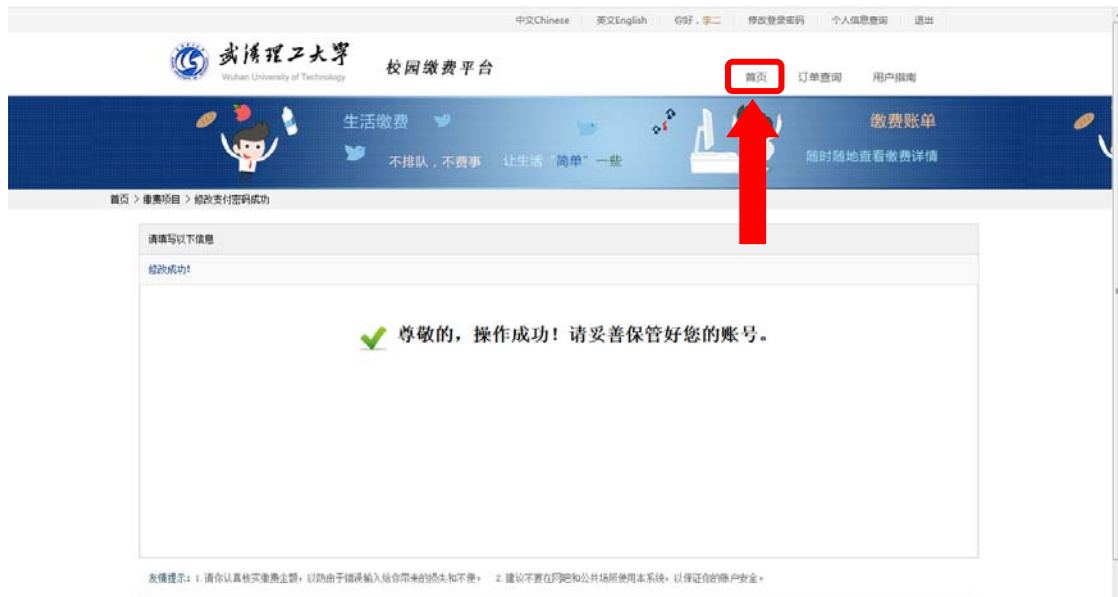 中文Chinese 英文English 你好，李二 修改登录密码 个人信息查询 退出
武汉理工大学
Wuhan University of Technology
校园缴费平台
首页 订单查询 用户指南
生活缴费
不排队，不费事 让生活“简单”一些
缴费账单
随时随地查看缴费详情
首页 > 缴费项目 > 修改支付密码成功
请填写以下信息
修改成功!
尊敬的，操作成功！请妥善保管好您的账号。
友情提示：1. 请你认真核实缴费金额，以防由于错误输入给你带来的损失和不便。 2. 建议不要在网吧和公共场所使用本系统，以保证你的账户安全。